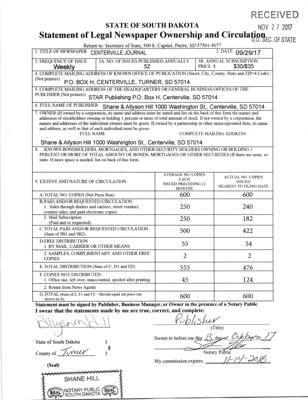 RECEIVED
NOV 27 2017
S.D. SEC. OF STATE
STATE OF SOUTH DAKOTA
Statement of Legal Newspaper Ownership and Circulation
Return to: Secretary of State, 500 E. Capitol, Pierre, SD 57501-5077
1. TITLE OF NEWSPAPER CENTERVILLE JOURNAL
2. DATE 09/29/17
3. FREQUENCY OF ISSUE
Weekly
3A. NO. OF ISSUES PUBLISHED ANNUALLY
52
3B. ANNUAL SUBSCRIPTION
PRICE $ $30/$35
4. COMPLETE MAILING ADDRESS OF KNOWN OFFICE OF PUBLICATION (Street, City, County, State and ZIP+4 Code)
(Not printers)
P.O. BOX H, CENTERVILLE, TURNER, SD 57014
5. COMPLETE MAILING ADDRESS OF THE HEADQUARTERS OR GENERAL BUSINESS OFFICES OF THE
PUBLISHER (Not printers)
STAR Publishing P.O. Box H, Centerville, SD 57014
6. FULL NAME OF PUBLISHER: Shane & Allyson Hill 1000 Washington St., Centerville, SD 57014
7. OWNER (If owned by a corporation, its name and address must be stated and list on the back of this form the names and
addresses of stockholders owning or holding 1 percent or more of total amount of stock. If not owned by a corporation, the
names and addresses of the individual owners must be given. If owned by a partnership or other unincorporated firm, its name
and address, as well as that of each individual must be given.
FULL NAME COMPLETE MAILING ADDRESS
Shane & Allyson Hill 1000 Washington St., Centerville, SD 57014
8. KNOWN BONDHOLDERS, MORTGAGES, AND OTHER SECURITY HOLDERS OWNING OR HOLDING 1
PERCENT OR MORE OF TOTAL AMOUNT OF BONDS, MORTGAGES OR OTHER SECURITIES (If there are none, so
state. If more space is needed, list on back of this form).
9. EXTENT AND NATURE OF CIRCULATION
AVERAGE NO. COPIES
EACH
ISSUED PRECEDING 12
MONTHS
ACTUAL NO. COPIES
ISSUED
NEAREST TO FILING DATE
A. TOTAL NO. COPIES (Net Press Run) 600 600
B. PAID AND/OR REQUESTED CIRCULATION
1. Sales through dealers and carriers, street vendors,
counter sales, and paid electronic copies.
250 240
2. Mail Subscription
(Paid and or requested)
250 182
C. TOTAL PAID AND/OR REQUESTED CIRCULATION
(Sum of 9B1 and 9B2)
500 422
D. FREE DISTRIBUTION
1. BY MAIL, CARRIER OR OTHER MEANS
55 54
2. SAMPLES, COMPLIMENTARY AND OTHER FREE
COPIES
2 2
E. TOTAL DISTRIBUTION (Sum of C, D1 and D2) 555 476
F. COPIES NOT DISTRIBUTED
1. Office use, left over, unaccounted, spoiled after printing
45 124
2. Return from News Agents
G. TOTAL (Sum of E, F1 and F2 – Should equal net press run
shown in A)
600 600
Statement must be signed by Publisher, Business Manager, or Owner in the presence of a Notary Public
I swear that the statements made by me are true, correct, and complete:
Allyson Hill
Publisher
(Title)
State of South Dakota )
County of Turner )
Sworn to before me this 13 October 17
Notary Public
(Seal)
My commission expires: 11-14-2018
SHANE HILL
NOTARY PUBLIC
SOUTH DAKOTA
SEAL
SEAL